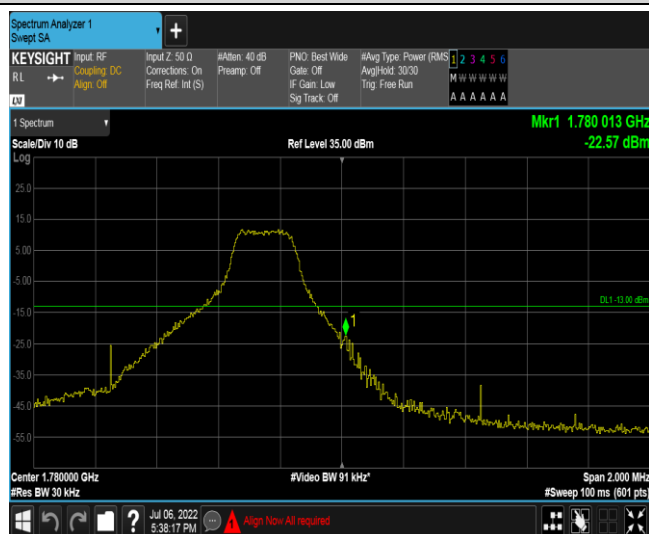 Spectrum Analyzer 1
Swept SA
+
KEYSIGHT
RL
LXI
Input: RF
Coupling: DC
Align: Off
Input Z: 50 Ω
Corrections: On
Freq Ref: Int (S)
#Atten: 40 dB
Preamp: Off
PNO: Best Wide
Gate: Off
IF Gain: Low
Sig Track: Off
#Avg Type: Power (RMS
Avg|Hold: 30/30
Trig: Free Run
1 2 3 4 5 6
M W W W W W
A A A A A A
1 Spectrum
Mkr1 1.780 013 GHz
Scale/Div 10 dB
Ref Level 35.00 dBm
-22.57 dBm
Log
25.0
15.0
5.00
-5.00
DL1 -13.00 dBm
-15.0
1
-25.0
-35.0
-45.0
-55.0
Center 1.780000 GHz
#Video BW 91 kHz*
Span 2.000 MHz
#Res BW 30 kHz
#Sweep 100 ms (601 pts)
?
Jul 06, 2022
5:38:17 PM
Align Now All required